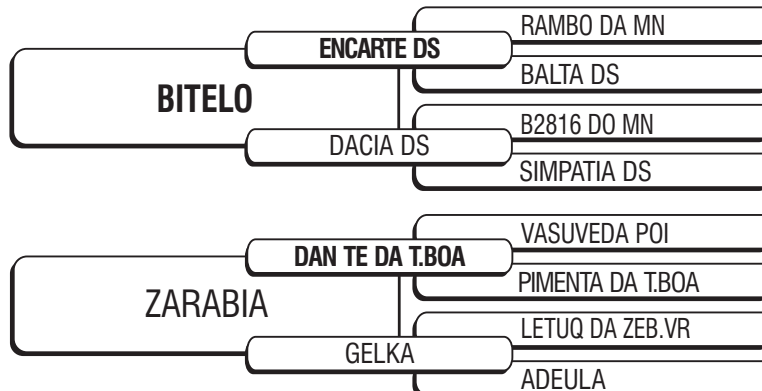 RAMBO DA MN
ENCARTE DS
BALTA DS
BITELO
B2816 DO MN
DACIA DS
SIMPATIA DS
VASUVEDA POI
DAN TE DA T.BOA
PIMENTA DA T.BOA
ZARABIA
LETUQ DA ZEB.VR
GELKA
ADEULA